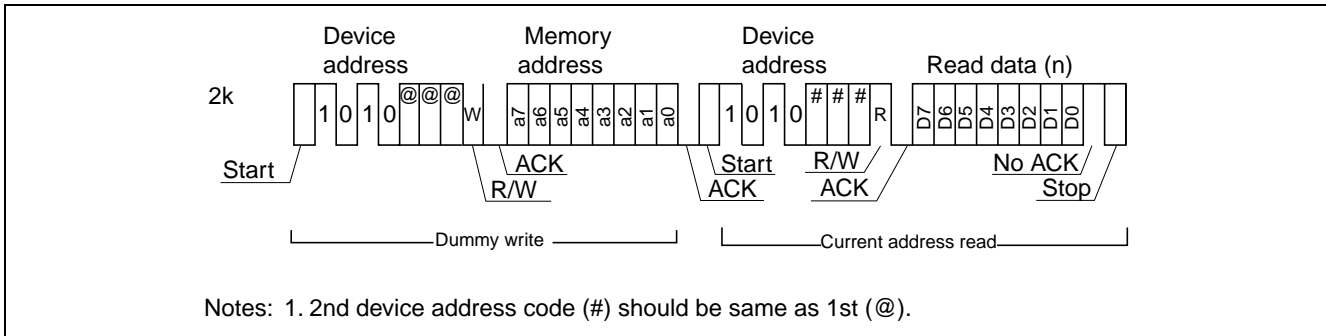 Device address Memory address Device address Read data (n)
2k 1 0 1 0 @ @ @ W a7 a6 a5 a4 a3 a2 a1 a0 1 0 1 0 # # # R D7 D6 D5 D4 D3 D2 D1 D0
Start ACK Start R/W No ACK
R/W ACK ACK Stop
Dummy write Current address read
Notes: 1. 2nd device address code (#) should be same as 1st (@).